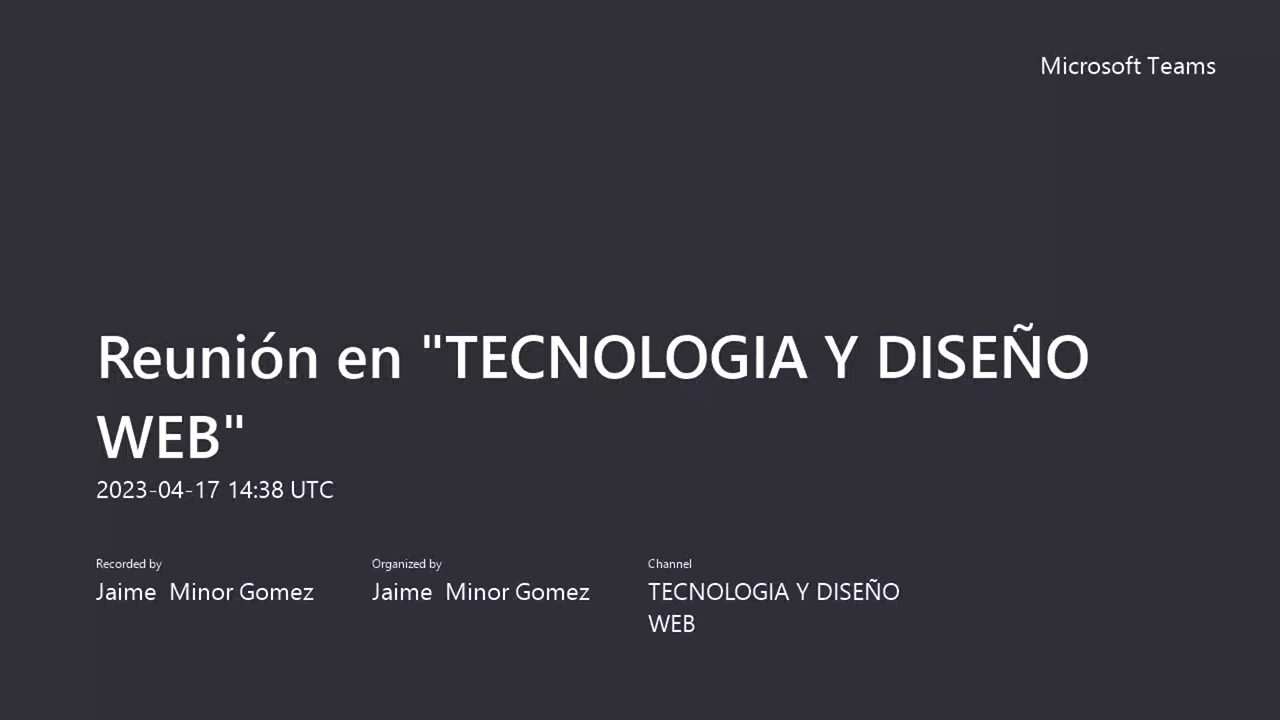 Microsoft Teams
Reunión en "TECNOLOGIA Y DISEÑO
WEB"
2023-04-17 14:38 UTC
Recorded by
Jaime  Minor Gomez
Organized by
Jaime  Minor Gomez
Channel
TECNOLOGIA Y DISEÑO
WEB